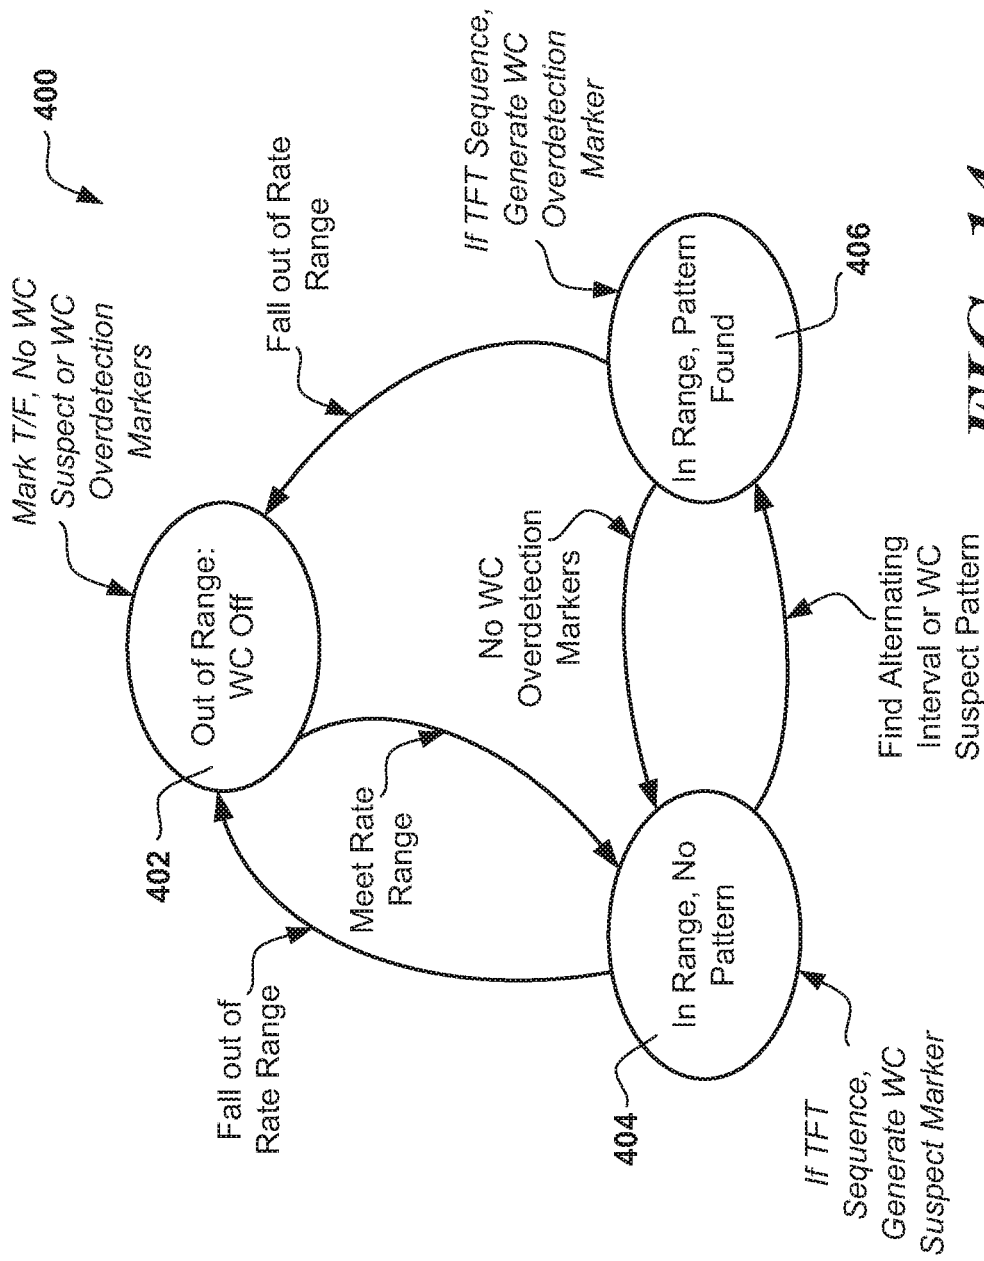 400
Mark T/F, No WC
Suspect or WC
Overdetection
Markers
Fall out of Rate
Range
If TFT Sequence,
Generate WC
Overdetection
Marker
402
Out of Range:
WC Off
Fall out of
Rate Range
Meet Rate
Range
No WC
Overdetection
Markers
404
In Range, No
Pattern
In Range, Pattern
Found
406
If TFT
Sequence,
Generate WC
Suspect Marker
Find Alternating
Interval or WC
Suspect Pattern